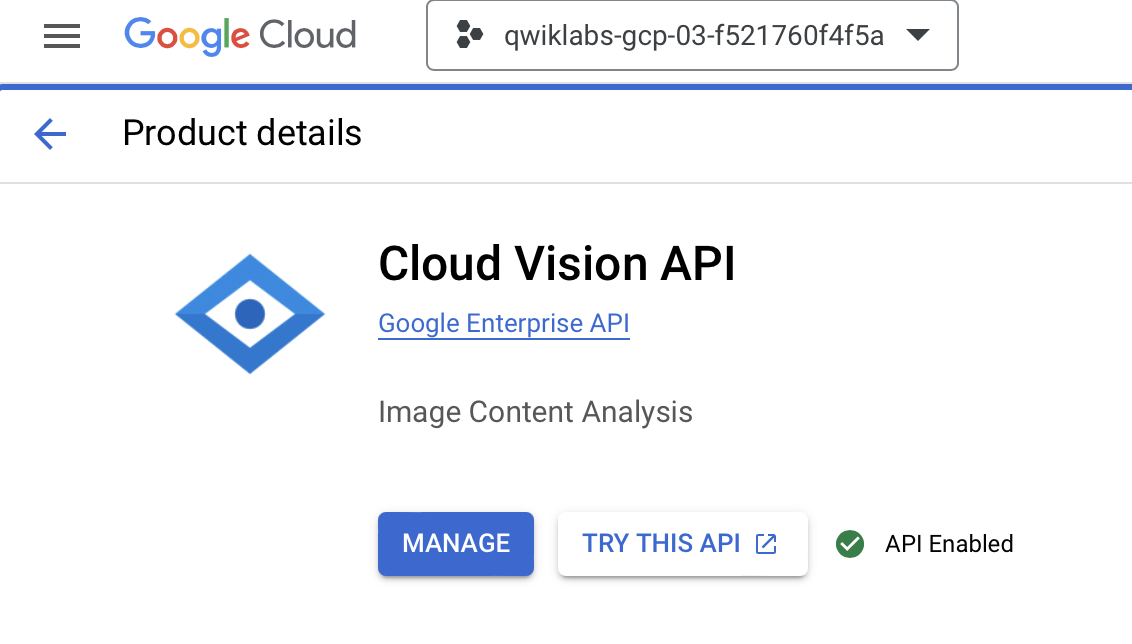 Google Cloud
qwiklabs-gcp-03-f521760f4f5a
Product details
Cloud Vision API
Google Enterprise API
Image Content Analysis
MANAGE
TRY THIS API
API Enabled